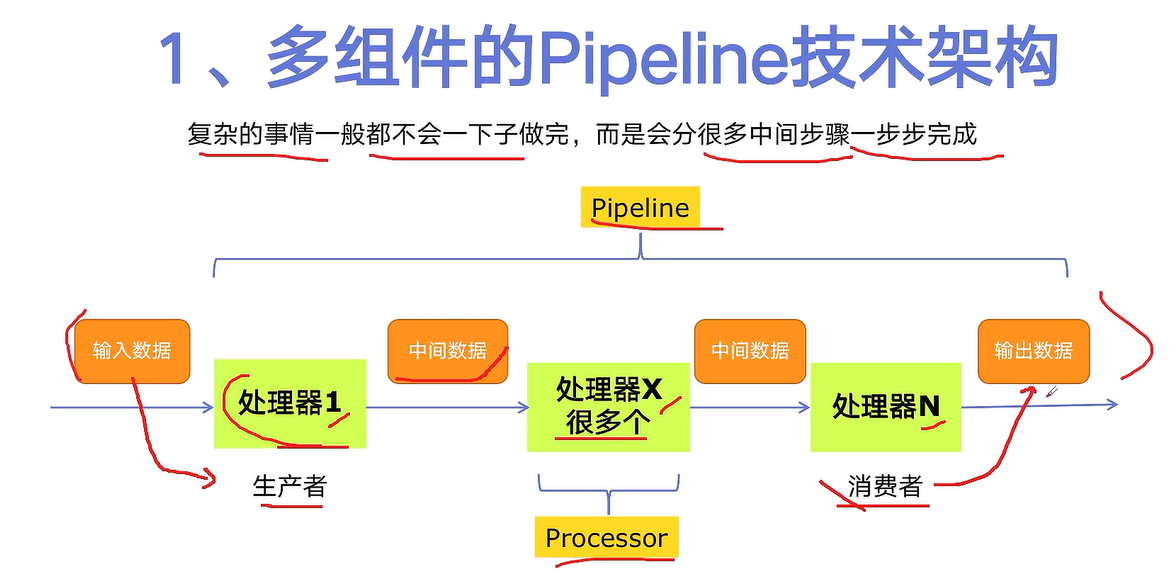 1、多组件的Pipeline技术架构
复杂的事情一般都不会一下子做完，而是会分很多中间步骤一步步完成
Pipeline
输入数据
中间数据
中间数据
输出数据
处理器1
处理器X
很多个
处理器N
生产者
消费者
Processor